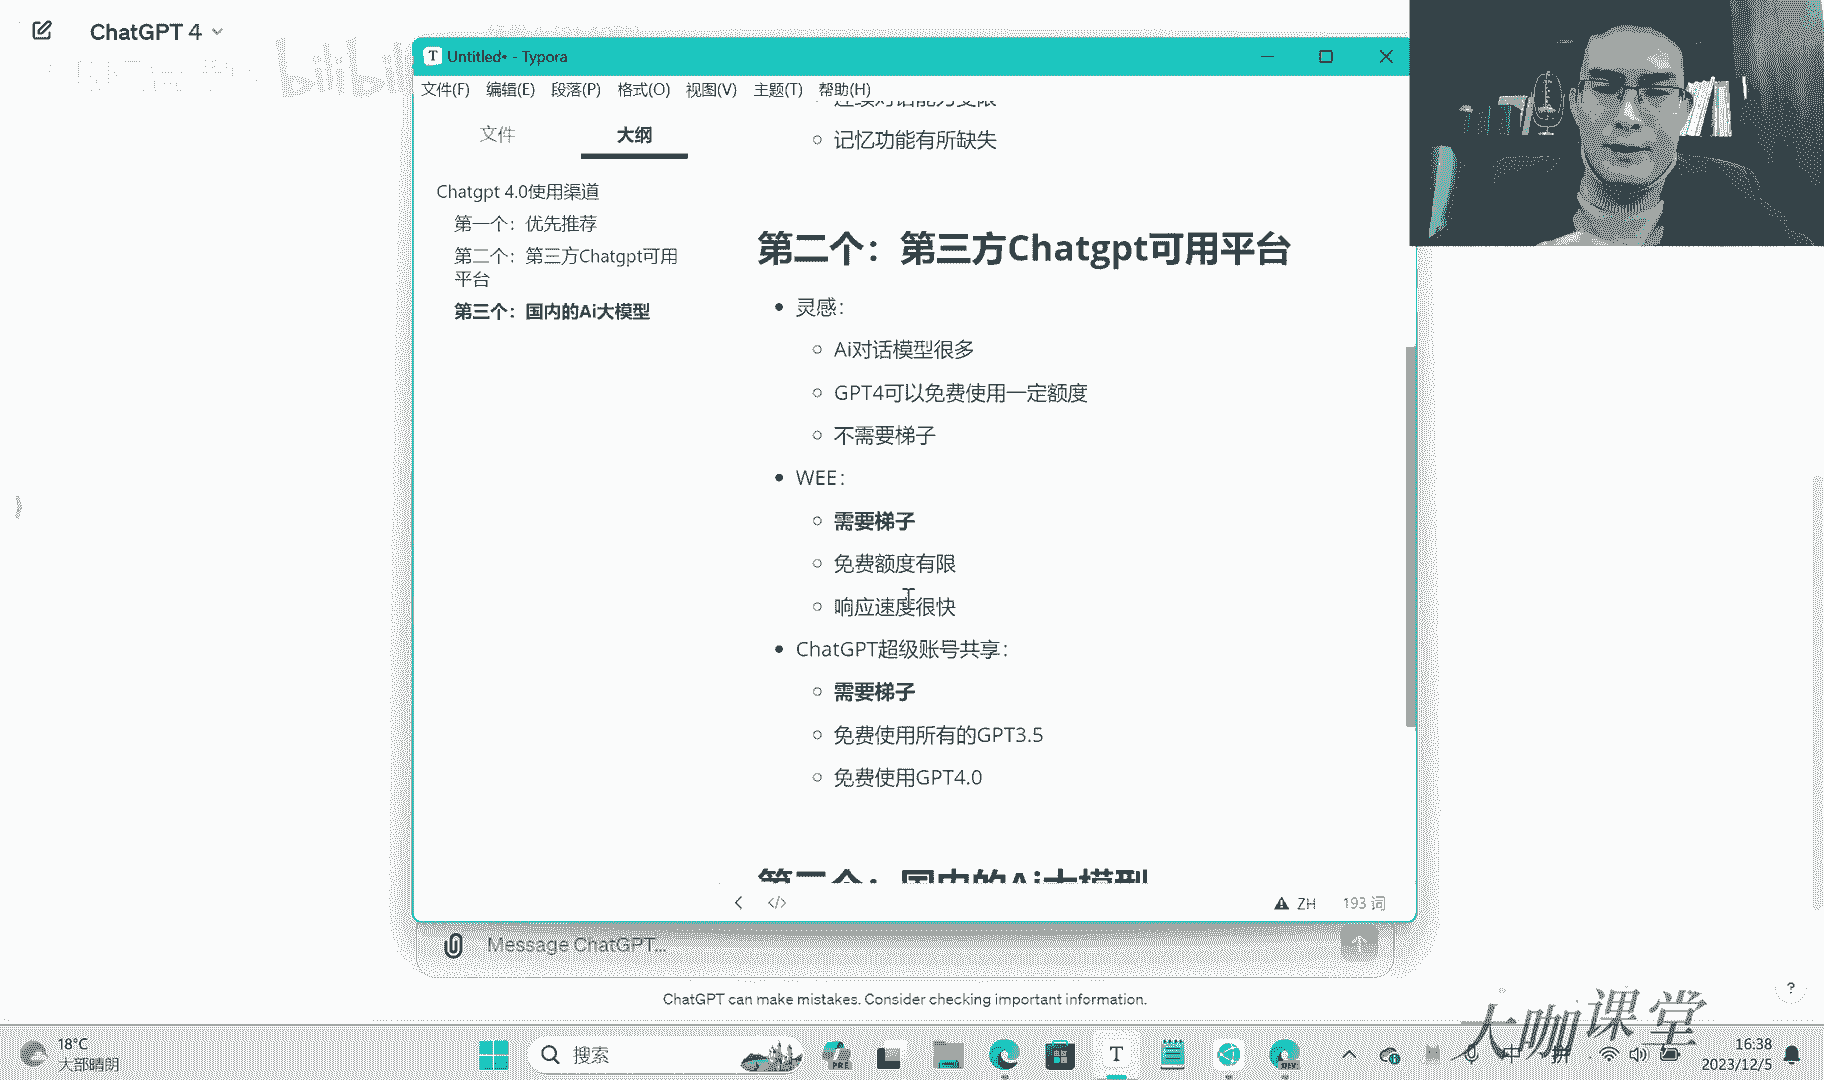 ChatGPT 4
bilibili
T Untitled• - Typora
文件(F) 编辑(E) 段落(P) 格式(O) 视图(V) 主题(T) 帮助(H)
文件 大纲
Chatgpt 4.0使用渠道
第一个：优先推荐
第二个：第三方Chatgpt可用
平台
第三个：国内的Ai大模型
连续对话能力受限
记忆功能有所缺失
第二个：第三方Chatgpt可用平台
灵感：
Ai对话模型很多
GPT4可以免费使用一定额度
不需要梯子
WEE：
需要梯子
免费额度有限
响应速度很快
ChatGPT超级账号共享：
需要梯子
免费使用所有的GPT3.5
免费使用GPT4.0
第三个：国内的Ai大模型
</> ZH 193 词
Message ChatGPT...
ChatGPT can make mistakes. Consider checking important information.
?
大咖课堂
18°C
大部晴朗
搜索
PRE
T
DEV
中
拼
16:38
2023/12/5